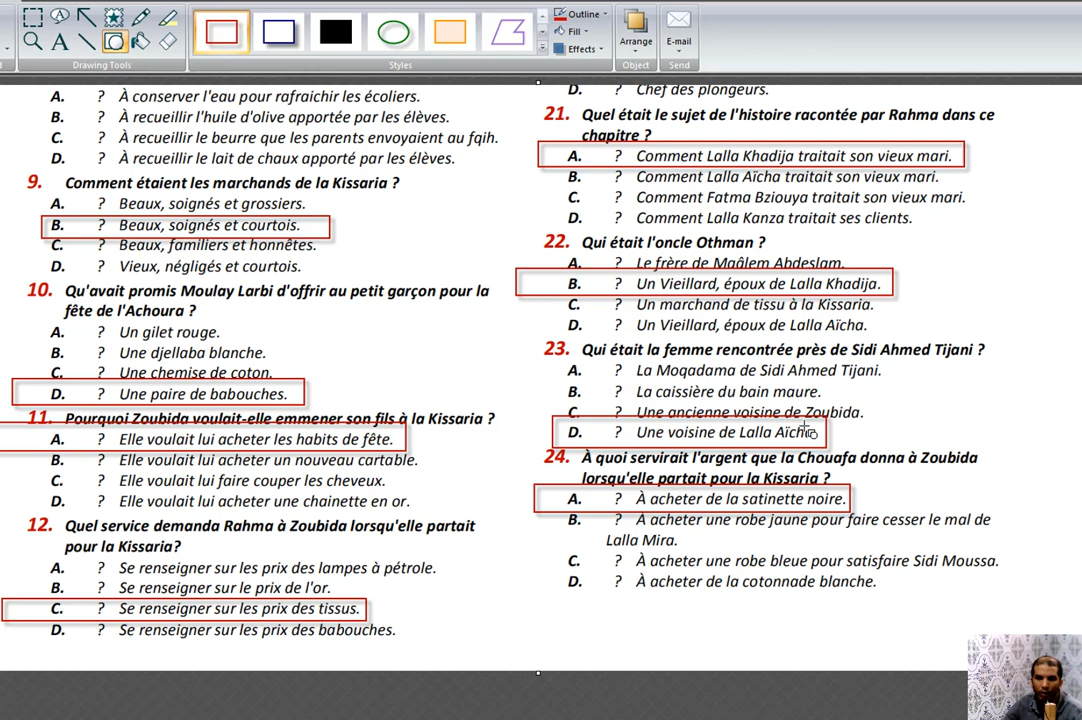 Outline
Fill
Effects
Arrange
E-mail
Drawing Tools
Styles
Object
Send
A. ? À conserver l'eau pour rafraichir les écoliers.
B. ? À recueillir l'huile d'olive apportée par les élèves.
C. ? À recueillir le beurre que les parents envoyaient au fqih.
D. ? À recueillir le lait de chaux apporté par les élèves.
9. Comment étaient les marchands de la Kissaria ?
A. ? Beaux, soignés et grossiers.
B. ? Beaux, soignés et courtois.
C. ? Beaux, familiers et honnêtes.
D. ? Vieux, négligés et courtois.
10. Qu'avait promis Moulay Larbi d'offrir au petit garçon pour la
fête de l'Achoura ?
A. ? Un gilet rouge.
B. ? Une djellaba blanche.
C. ? Une chemise de coton.
D. ? Une paire de babouches.
11. Pourquoi Zoubida voulait-elle emmener son fils à la Kissaria ?
A. ? Elle voulait lui acheter les habits de fête.
B. ? Elle voulait lui acheter un nouveau cartable.
C. ? Elle voulait lui faire couper les cheveux.
D. ? Elle voulait lui acheter une chainette en or.
12. Quel service demanda Rahma à Zoubida lorsqu'elle partait
pour la Kissaria?
A. ? Se renseigner sur les prix des lampes à pétrole.
B. ? Se renseigner sur le prix de l'or.
C. ? Se renseigner sur les prix des tissus.
D. ? Se renseigner sur les prix des babouches.
D. ? Chef des plongeurs.
21. Quel était le sujet de l'histoire racontée par Rahma dans ce
chapitre ?
A. ? Comment Lalla Khadija traitait son vieux mari.
B. ? Comment Lalla Aïcha traitait son vieux mari.
C. ? Comment Fatma Bziouya traitait son vieux mari.
D. ? Comment Lalla Kanza traitait ses clients.
22. Qui était l'oncle Othman ?
A. ? Le frère de Maâlem Abdeslam.
B. ? Un Vieillard, époux de Lalla Khadija.
C. ? Un marchand de tissu à la Kissaria.
D. ? Un Vieillard, époux de Lalla Aïcha.
23. Qui était la femme rencontrée près de Sidi Ahmed Tijani ?
A. ? La Moqadama de Sidi Ahmed Tijani.
B. ? La caissière du bain maure.
C. ? Une ancienne voisine de Zoubida.
D. ? Une voisine de Lalla Aïcha
24. À quoi servirait l'argent que la Chouafa donna à Zoubida
lorsqu'elle partait pour la Kissaria ?
A. ? À acheter de la satinette noire.
B. ? À acheter une robe jaune pour faire cesser le mal de
Lalla Mira.
C. ? À acheter une robe bleue pour satisfaire Sidi Moussa.
D. ? À acheter de la cotonnade blanche.